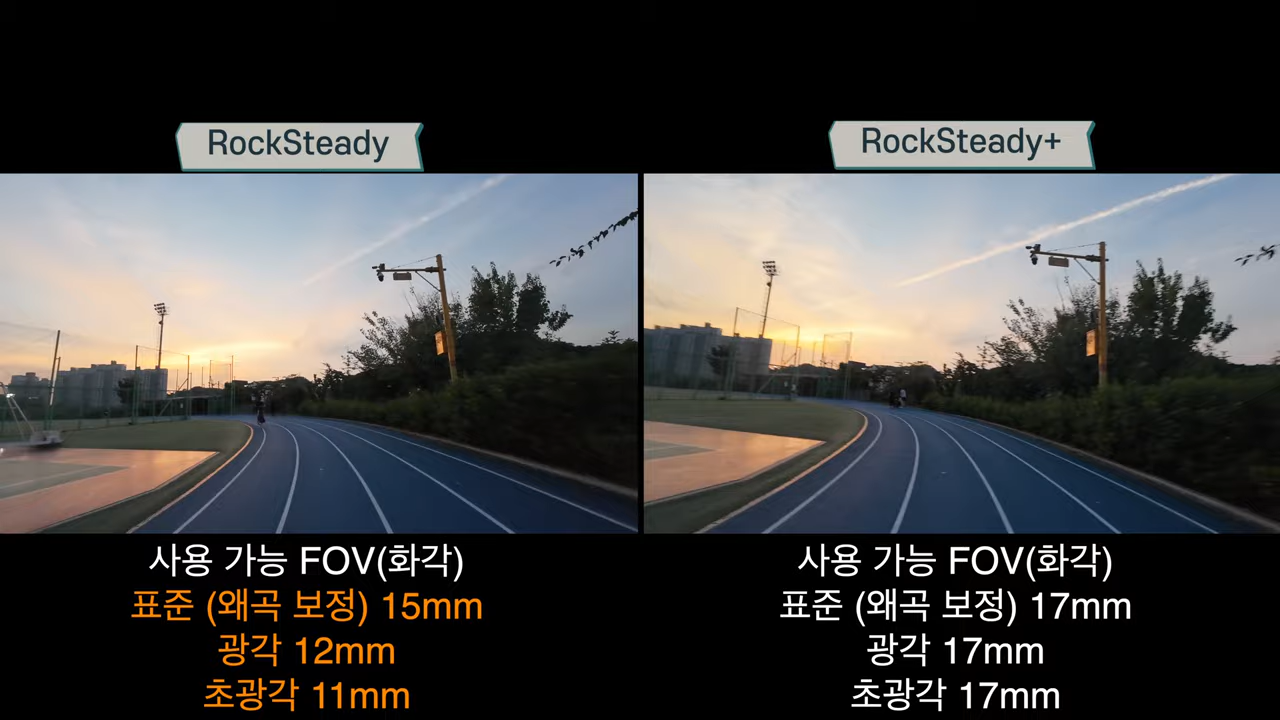 RockSteady
RockSteady+
사용 가능 FOV(화각)
표준 (왜곡 보정) 15mm
광각 12mm
초광각 11mm
사용 가능 FOV(화각)
표준 (왜곡 보정) 17mm
광각 17mm
초광각 17mm